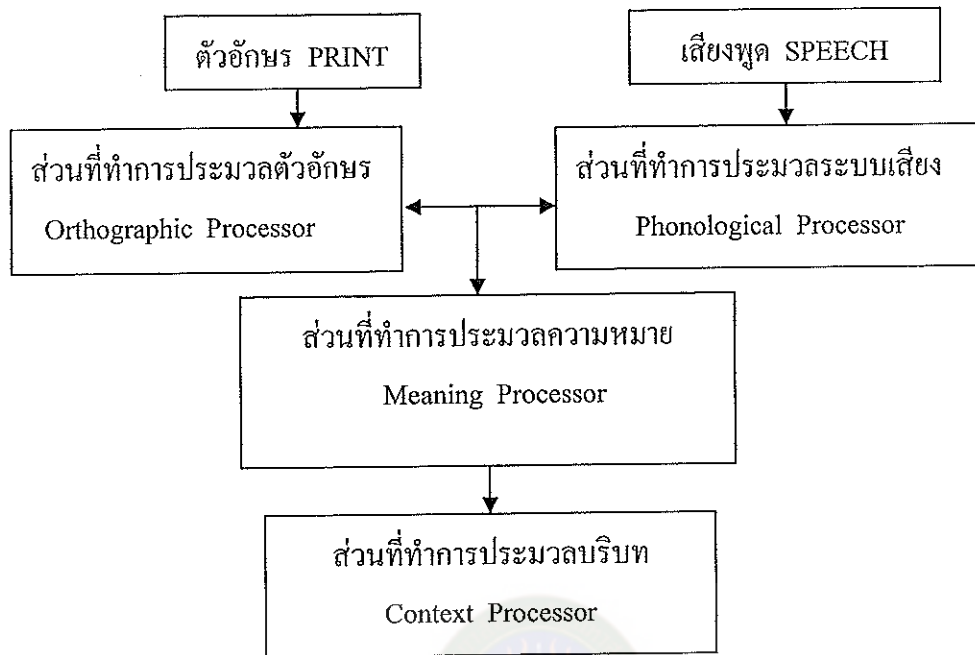 ตัวอักษร PRINT
เสียงพูด SPEECH
ส่วนที่ทำการประมวลตัวอักษร
Orthographic Processor
ส่วนที่ทำการประมวลระบบเสียง
Phonological Processor
ส่วนที่ทำการประมวลความหมาย
Meaning Processor
ส่วนที่ทำการประมวลบริบท
Context Processor